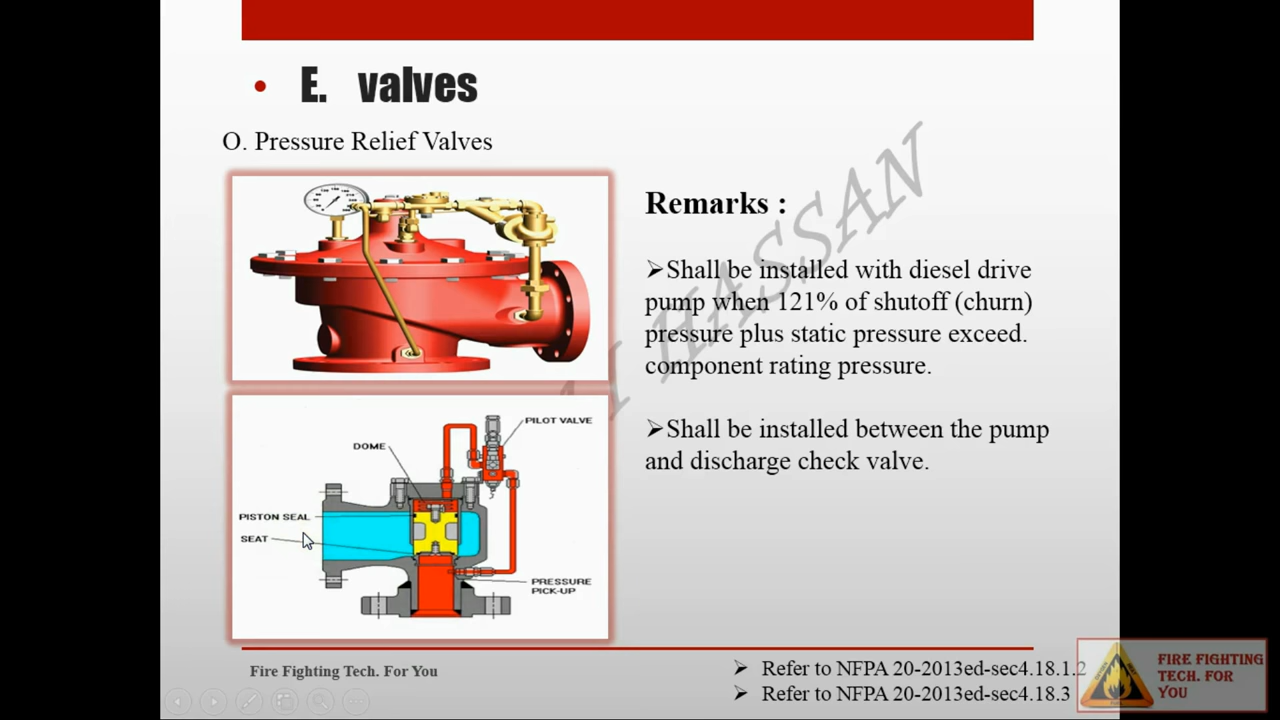 • E. valves
O. Pressure Relief Valves
Remarks :
➢Shall be installed with diesel drive
pump when 121% of shutoff (churn)
pressure plus static pressure exceed.
component rating pressure.
➢Shall be installed between the pump
and discharge check valve.
PILOT VALVE
DOME
PISTON SEAL
SEAT
PRESSURE
PICK-UP
HASSAN
Fire Fighting Tech. For You
➢ Refer to NFPA 20-2013ed-sec4.18.1.2
➢ Refer to NFPA 20-2013ed-sec4.18.3
FIRE FIGHTING
TECH. FOR
YOU